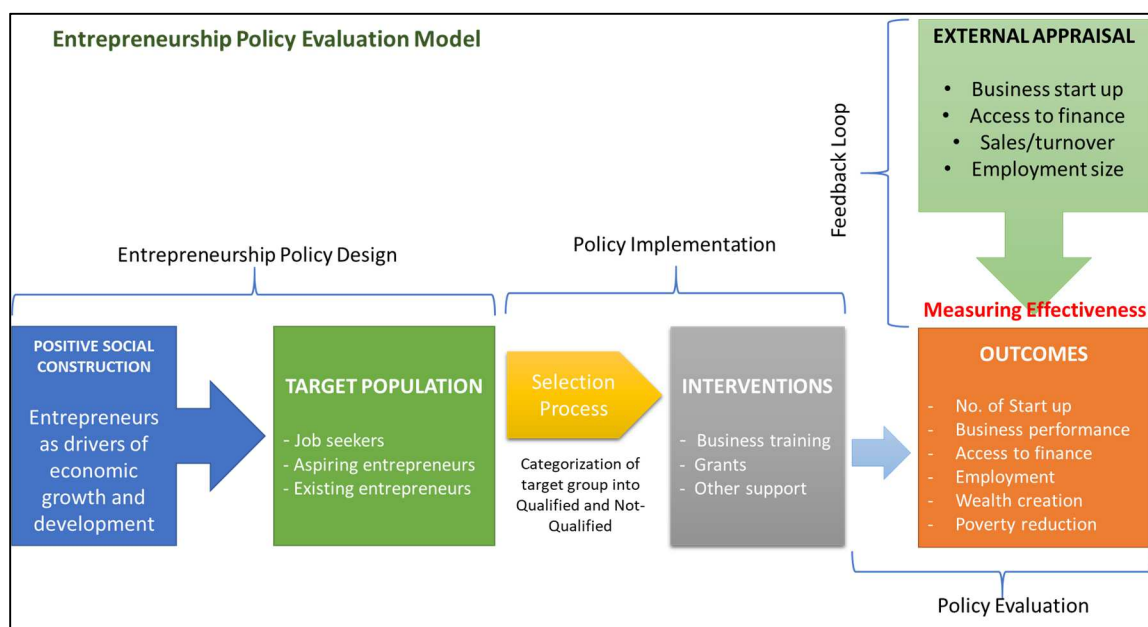 Entrepreneurship Policy Evaluation Model
EXTERNAL APPRAISAL
• Business start up
• Access to finance
• Sales/turnover
• Employment size
Feedback Loop
Entrepreneurship Policy Design
Policy Implementation
Measuring Effectiveness
POSITIVE SOCIAL
CONSTRUCTION
Entrepreneurs
as drivers of
economic
growth and
development
TARGET POPULATION
- Job seekers
- Aspiring entrepreneurs
- Existing entrepreneurs
Selection
Process
Categorization of
target group into
Qualified and Not-
Qualified
INTERVENTIONS
- Business training
- Grants
- Other support
OUTCOMES
- No. of Start up
- Business performance
- Access to finance
- Employment
- Wealth creation
- Poverty reduction
Policy Evaluation